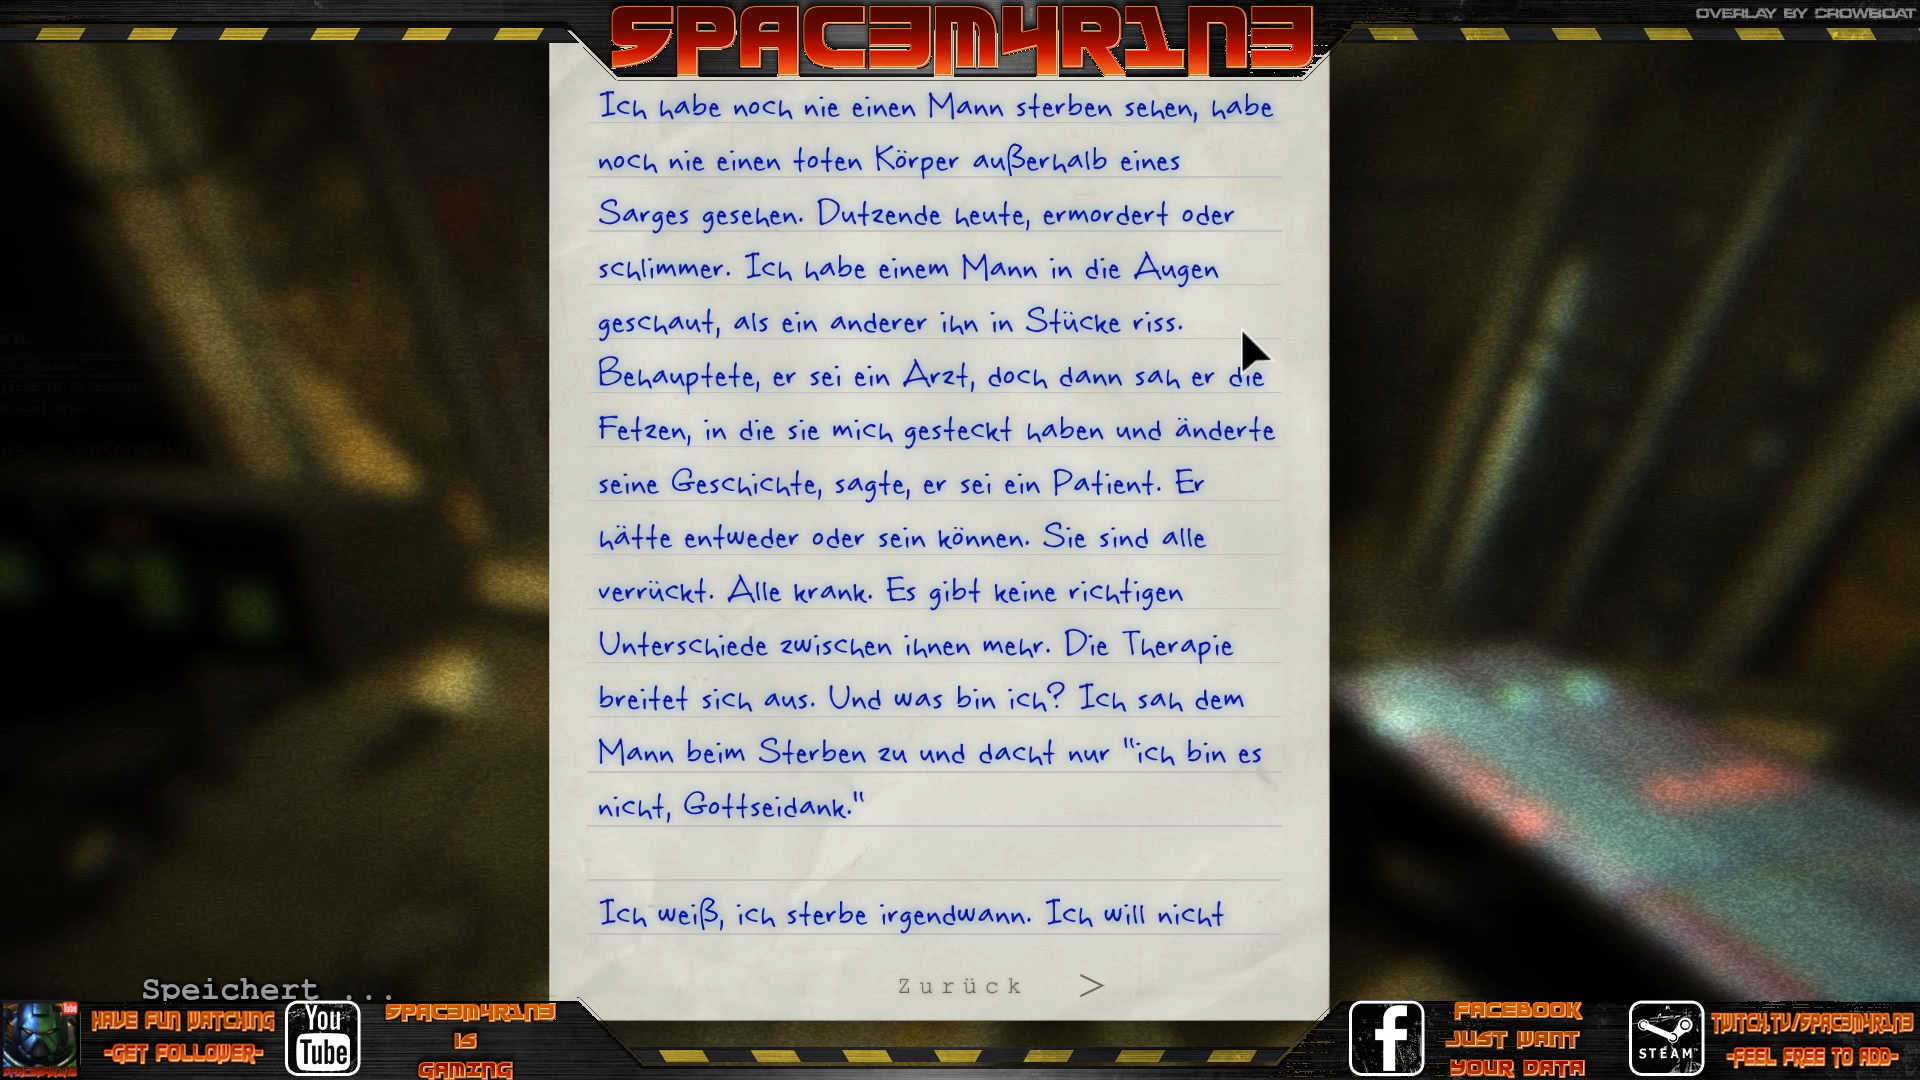 OVERLAY BY CROWBOAT
SPAC3M4R1N3
Ich habe noch nie einen Mann sterben sehen, habe
noch nie einen toten Körper außerhalb eines
Sarges gesehen. Dutzende heute, ermordert oder
schlimmer. Ich habe einem Mann in die Augen
geschaut, als ein anderer ihn in Stücke riss.
Behauptete, er sei ein Arzt, doch dann sah er die
Fetzen, in die sie mich gesteckt haben und änderte
seine Geschichte, sagte, er sei ein Patient. Er
hätte entweder oder sein können. Sie sind alle
verrückt. Alle krank. Es gibt keine richtigen
Unterschiede zwischen ihnen mehr. Die Therapie
breitet sich aus. Und was bin ich? Ich sah dem
Mann beim Sterben zu und dacht nur "ich bin es
nicht, Gottseidank."
Ich weiß, ich sterbe irgendwann. Ich will nicht
Zurück >
Speichert ...
HAVE FUN WATCHING
-GET FOLLOWER-
You
Tube
SPAC3M4R1N3
IS
GAMING
FACEBOOK
JUST WANT
YOUR DATA
STEAM
TWITCH.TV/SPAC3M4R1N3
-FEEL FREE TO ADD-